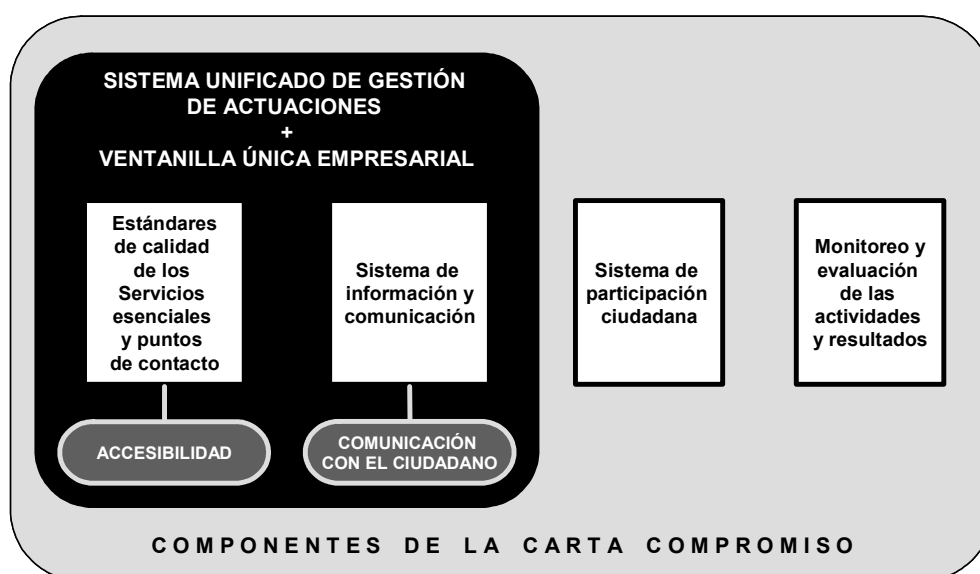 SISTEMA UNIFICADO DE GESTIÓN
DE ACTUACIONES
+
VENTANILLA ÚNICA EMPRESARIAL
Estándares
de calidad
de los
Servicios
esenciales
y puntos
de contacto
Sistema de
información y
comunicación
Sistema de
participación
ciudadana
Monitoreo y
evaluación
de las
actividades
y resultados
ACCESIBILIDAD
COMUNICACIÓN
CON EL CIUDADANO
COMPONENTES DE LA CARTA COMPROMISO